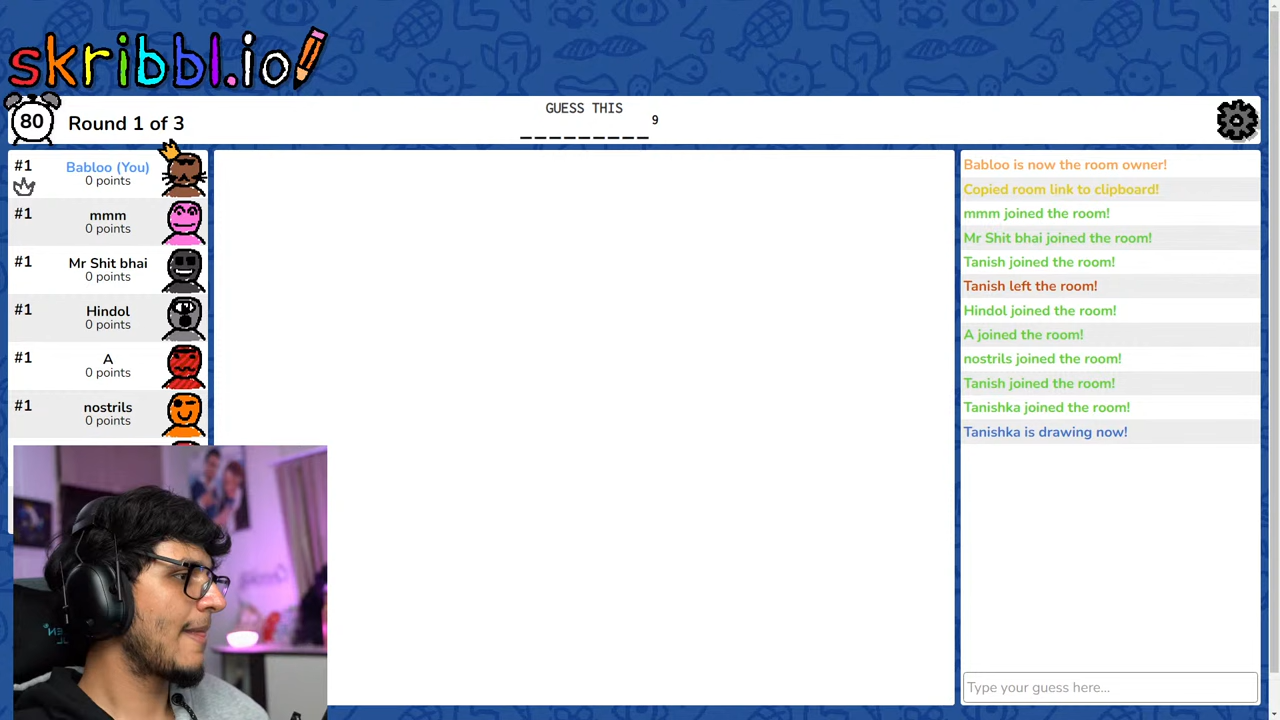 skribbl.io
80
Round 1 of 3
GUESS THIS
_________ 9
#1 Babloo (You)
0 points
#1 mmm
0 points
#1 Mr Shit bhai
0 points
#1 Hindol
0 points
#1 A
0 points
#1 nostrils
0 points
Babloo is now the room owner!
Copied room link to clipboard!
mmm joined the room!
Mr Shit bhai joined the room!
Tanish joined the room!
Tanish left the room!
Hindol joined the room!
A joined the room!
nostrils joined the room!
Tanish joined the room!
Tanishka joined the room!
Tanishka is drawing now!
Type your guess here...